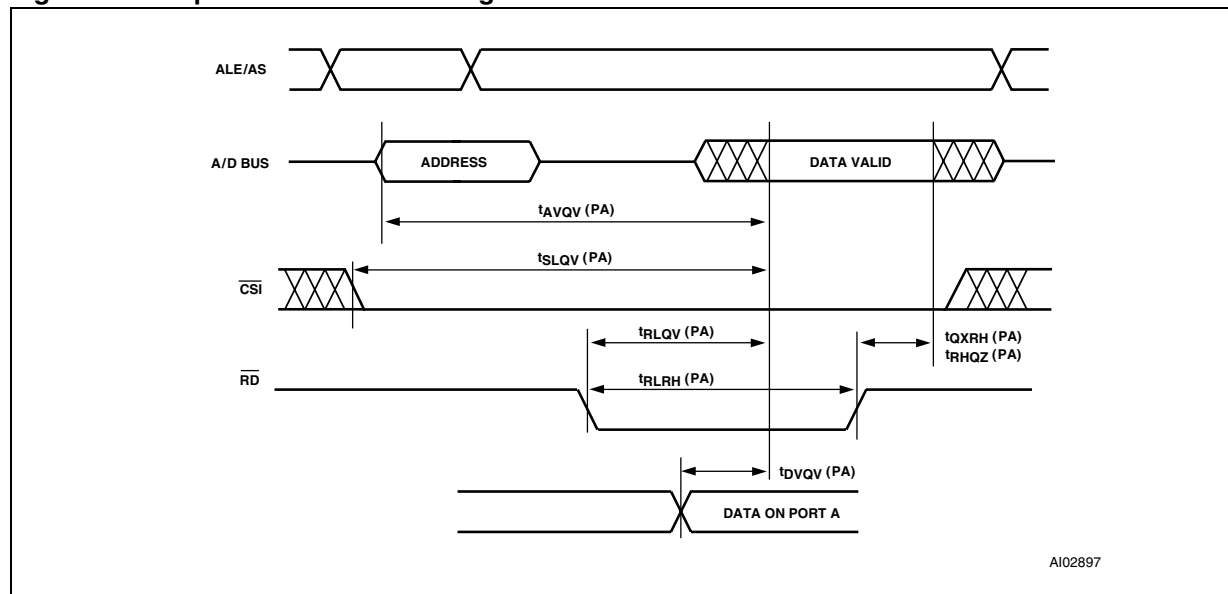 ALE/AS
A/D BUS
ADDRESS
DATA VALID
tAVQV (PA)
tSLQV (PA)
CSI
tRLQV (PA)
tQXRH (PA)
tRHQZ (PA)
tRLRH (PA)
RD
tDVQV (PA)
DATA ON PORT A
AI02897